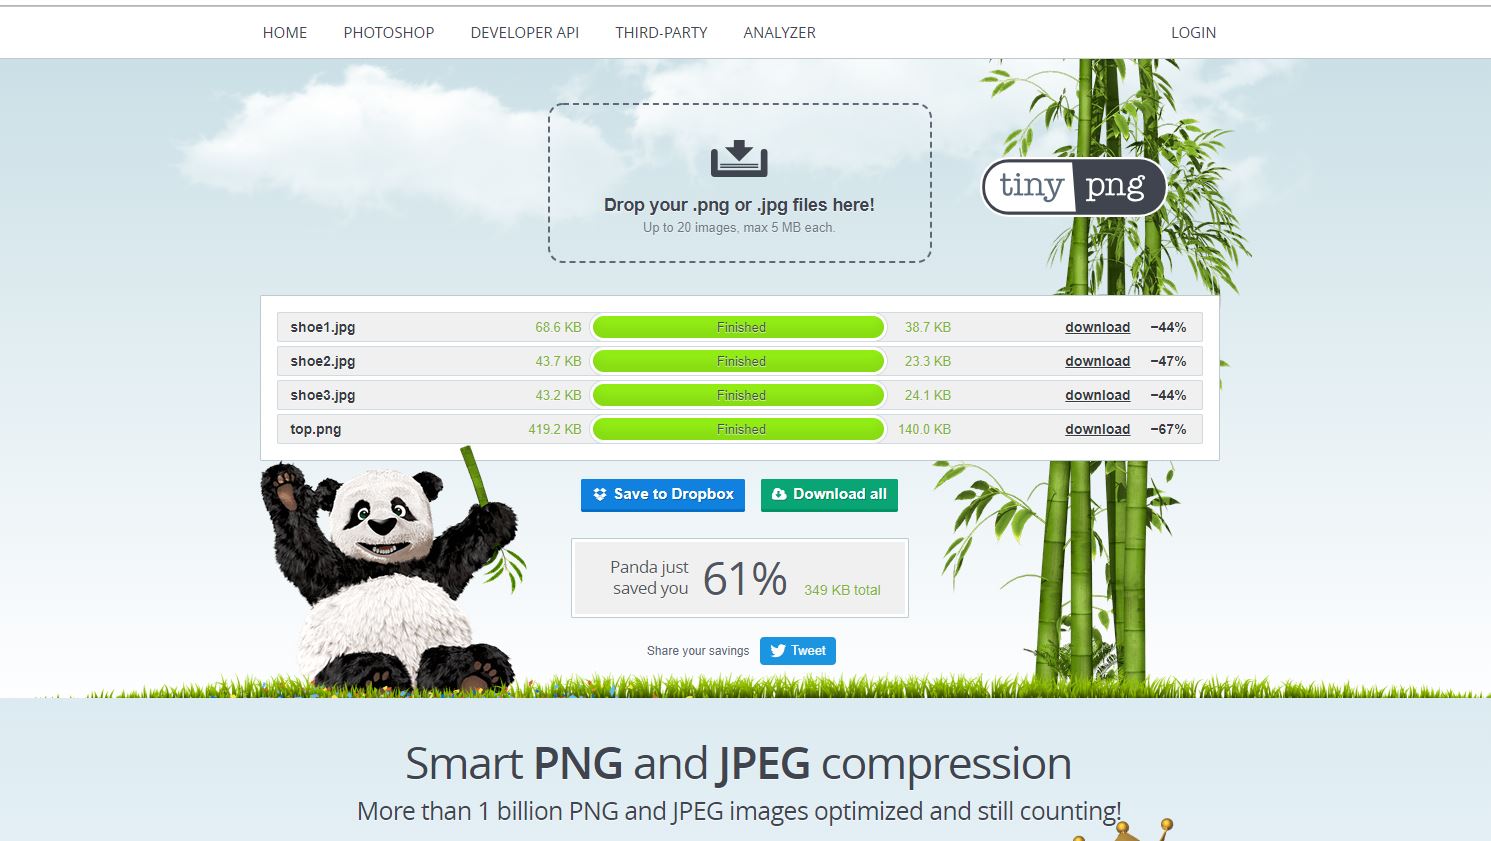 HOME PHOTOSHOP DEVELOPER API THIRD-PARTY ANALYZER LOGIN
Drop your .png or .jpg files here!
Up to 20 images, max 5 MB each.
tiny png
shoe1.jpg 68.6 KB Finished 38.7 KB download −44%
shoe2.jpg 43.7 KB Finished 23.3 KB download −47%
shoe3.jpg 43.2 KB Finished 24.1 KB download −44%
top.png 419.2 KB Finished 140.0 KB download −67%
Save to Dropbox Download all
Panda just
saved you 61% 349 KB total
Share your savings Tweet
Smart PNG and JPEG compression
More than 1 billion PNG and JPEG images optimized and still counting!